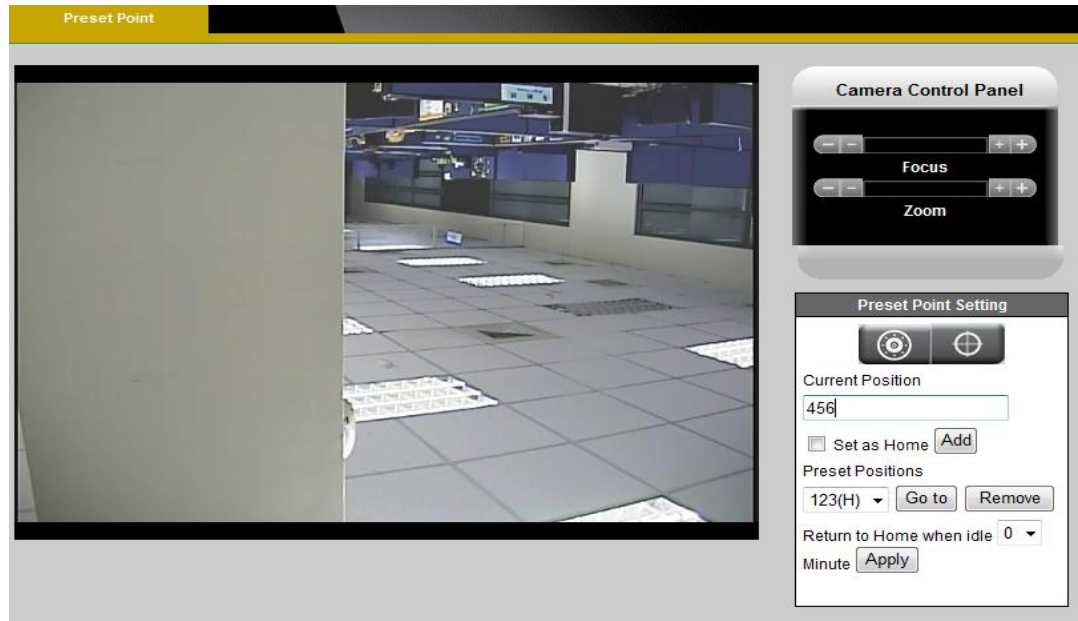 Preset Point
Camera Control Panel
Focus
Zoom
Preset Point Setting
Current Position
456
Set as Home Add
Preset Positions
123(H) Go to Remove
Return to Home when idle 0
Minute Apply